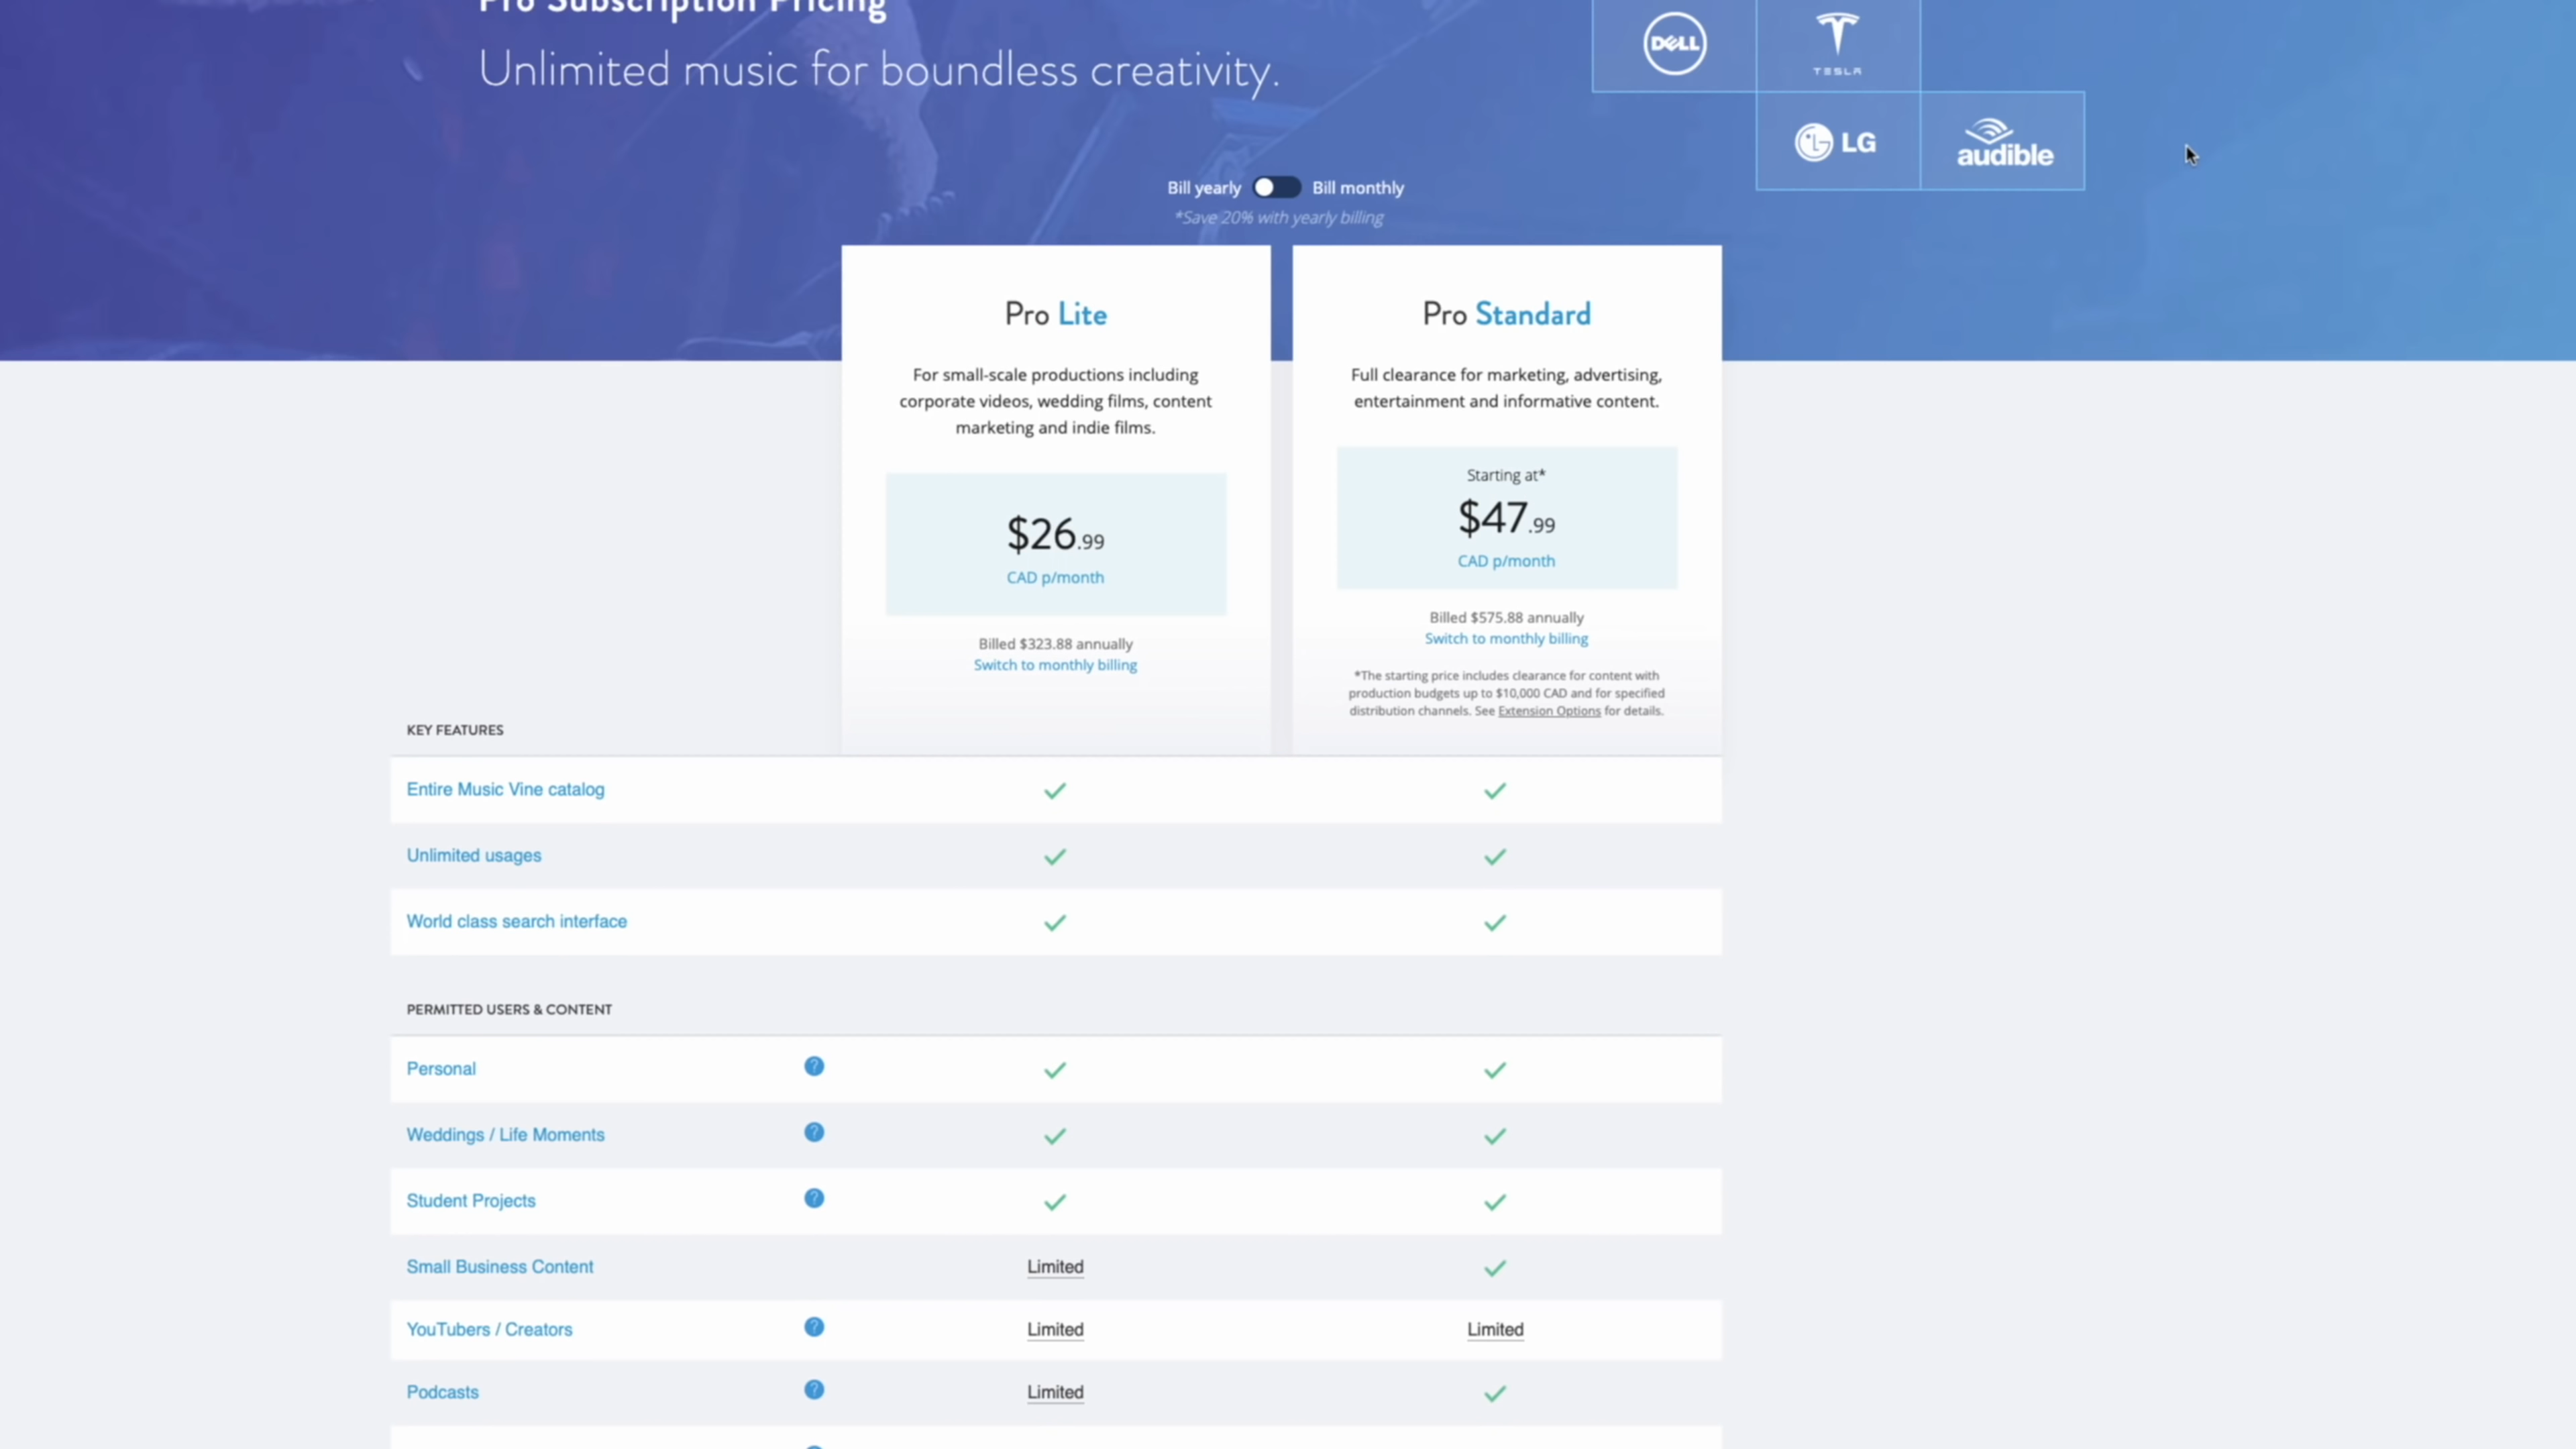 Pro Subscription Pricing
Unlimited music for boundless creativity.
DELL
TESLA
LG
audible
Bill yearly Bill monthly
*Save 20% with yearly billing
Pro Lite
For small-scale productions including
corporate videos, wedding films, content
marketing and indie films.
$26.99
CAD p/month
Billed $323.88 annually
Switch to monthly billing
Pro Standard
Full clearance for marketing, advertising,
entertainment and informative content.
Starting at*
$47.99
CAD p/month
Billed $575.88 annually
Switch to monthly billing
*The starting price includes clearance for content with
production budgets up to $10,000 CAD and for specified
distribution channels. See Extension Options for details.
KEY FEATURES
Entire Music Vine catalog
Unlimited usages
World class search interface
PERMITTED USERS & CONTENT
Personal ?
Weddings / Life Moments ?
Student Projects ?
Small Business Content Limited
YouTubers / Creators ? Limited Limited
Podcasts ? Limited